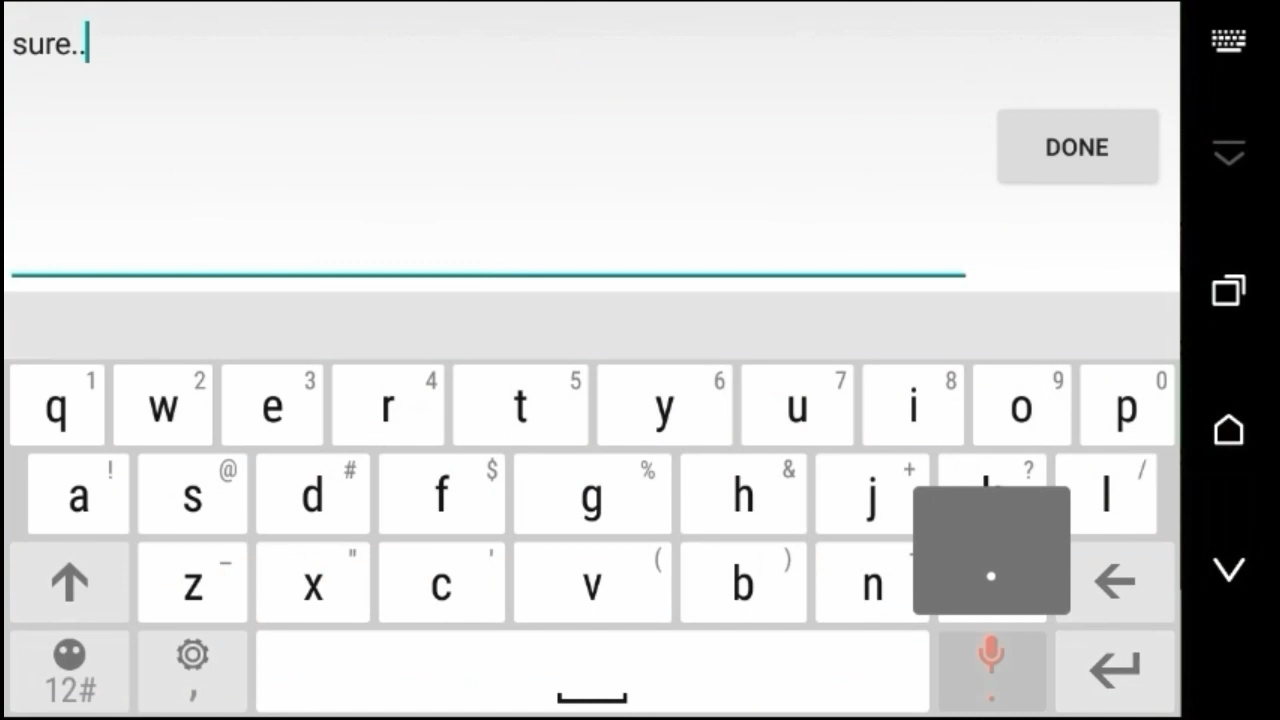 sure..
DONE
q 1 w 2 e 3 r 4 t 5 y 6 u 7 i 8 o 9 p 0
a ! s @ d # f $ g % h & j + ? l /
z _ x " c ' v ( b ) n .
12# , .